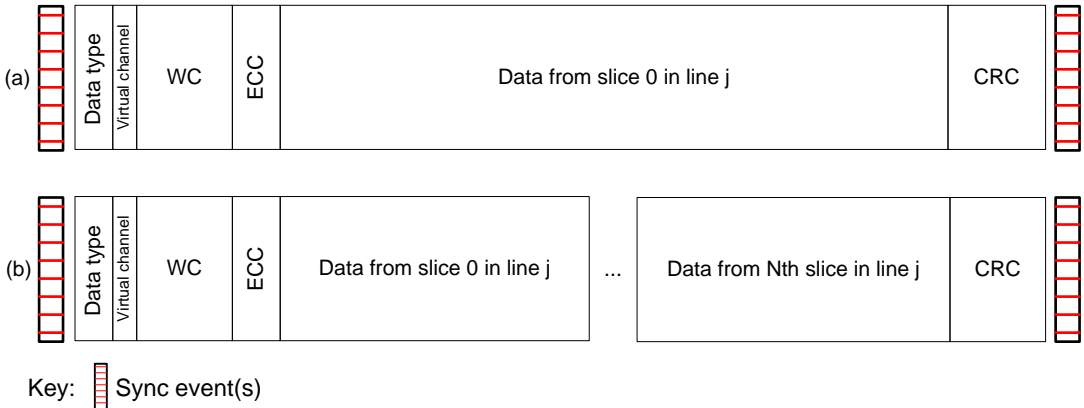 (a)
Data type
Virtual channel
WC
ECC
Data from slice 0 in line j
CRC
(b)
Data type
Virtual channel
WC
ECC
Data from slice 0 in line j
...
Data from Nth slice in line j
CRC
Key: Sync event(s)